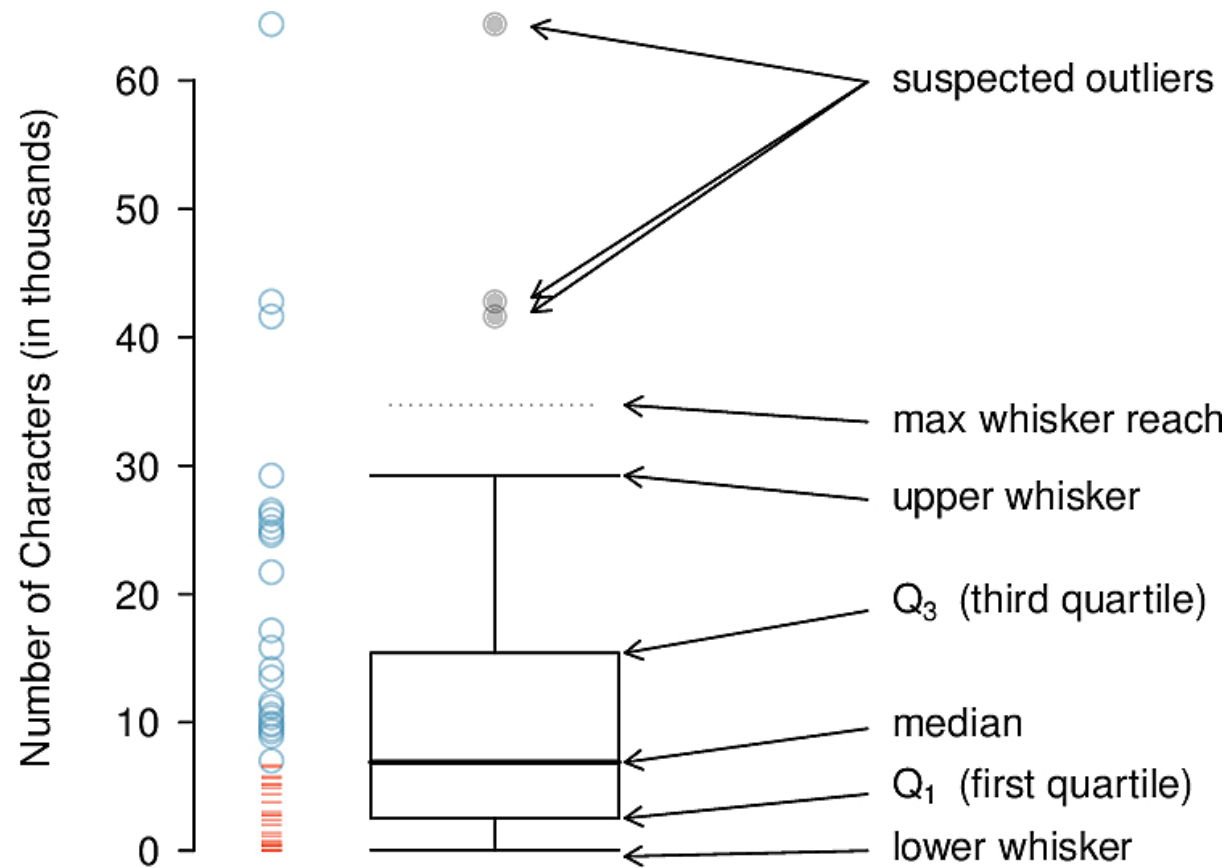 Number of Characters (in thousands)
60
50
40
30
20
10
0
suspected outliers
max whisker reach
upper whisker
Q₃ (third quartile)
median
Q₁ (first quartile)
lower whisker